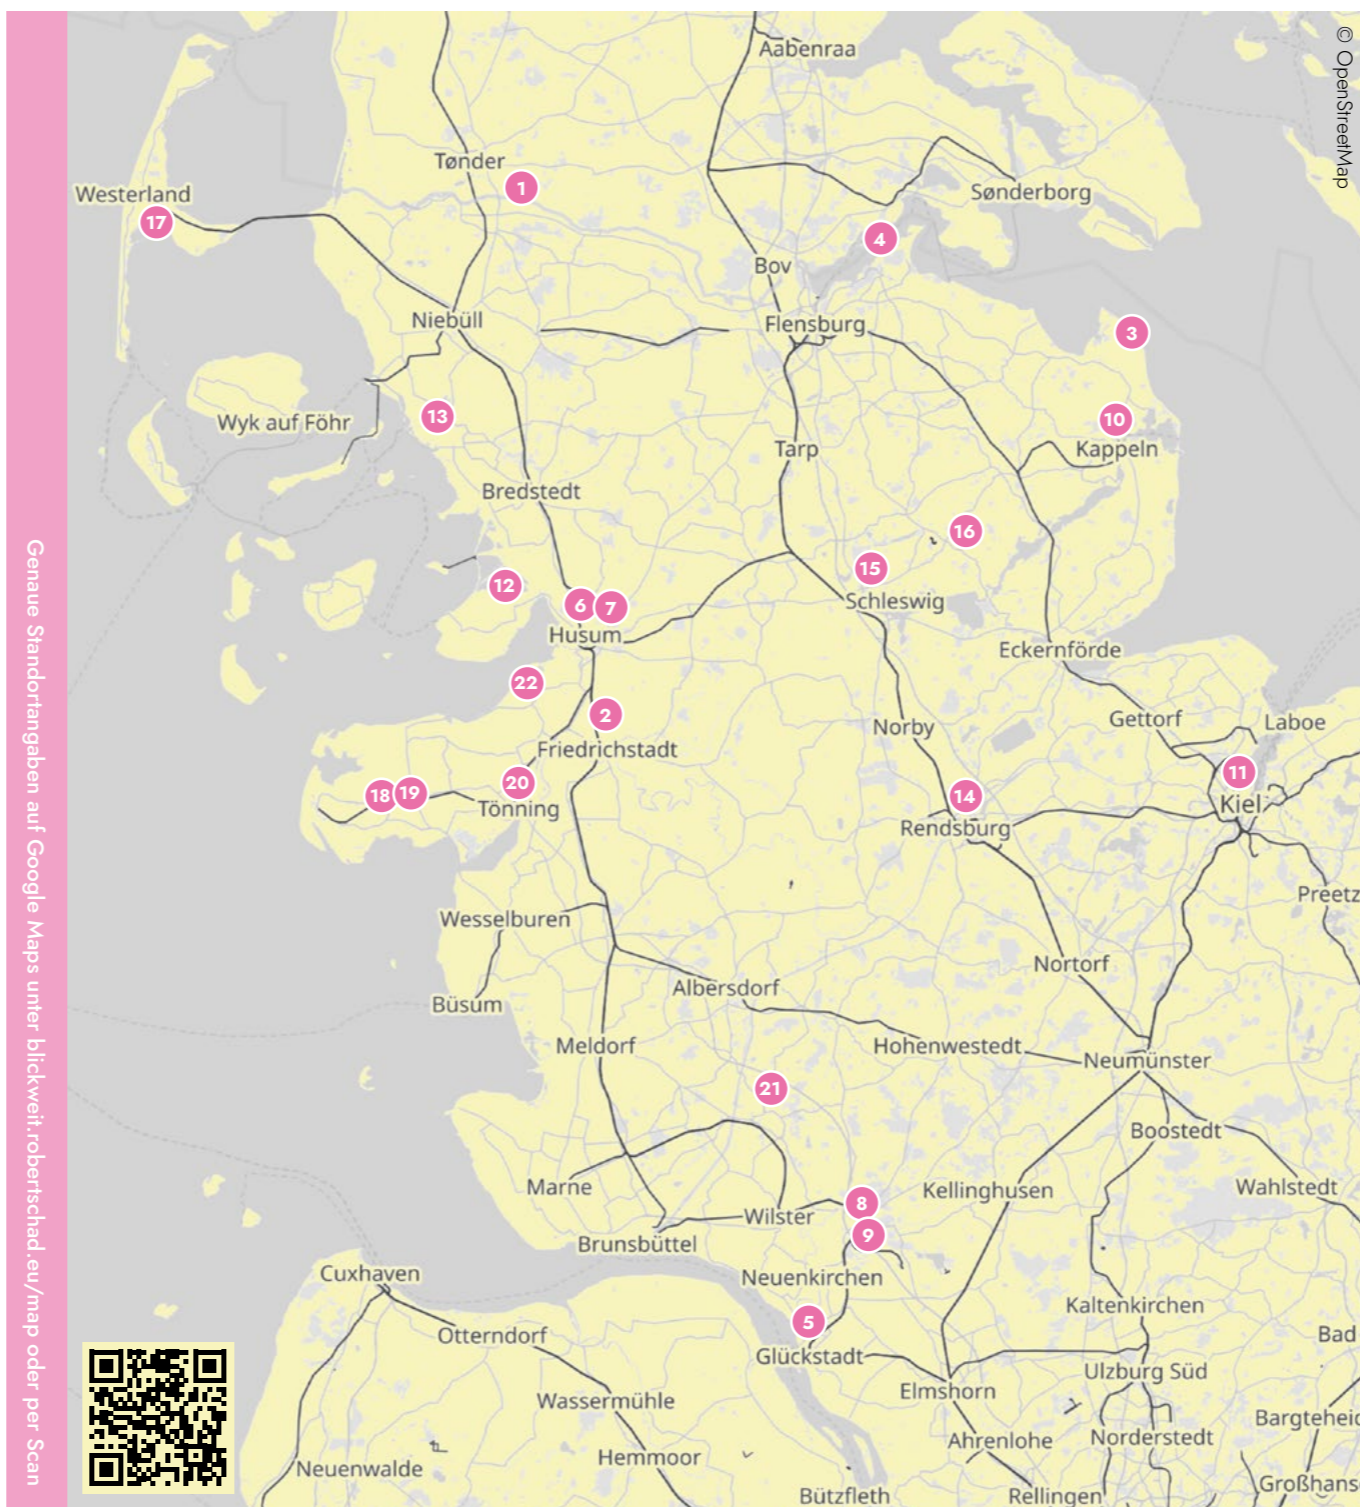 © OpenStreetMap
Aabenraa
Tønder
1
Westerland
17
Sønderborg
4
Bov
Niebüll
Flensburg
3
13
Wyk auf Föhr
10
Kappeln
Tarp
Bredstedt
16
15
12
6
7
Schleswig
Husum
Eckernförde
22
2
Norby
Gettorf
Laboe
Friedrichstadt
11
20
18
19
14
Tönning
Kiel
Rendsburg
Preetz
Wesselburen
Nortorf
Albersdorf
Büsum
Meldorf
Hohenwestedt
Neumünster
21
Boostedt
Marne
Kellinghusen
Wahlstedt
8
Wilster
9
Brunsbüttel
Cuxhaven
Neuenkirchen
Kaltenkirchen
5
Otterndorf
Bad
Glückstadt
Ulzburg Süd
Elmshorn
Wassermühle
Bargteheid
Ahrenlohe
Norderstedt
Hemmoor
Neuenwalde
Großhans
Bützfleth
Rellingen
Genaue Standortangaben auf Google Maps unter blickweit.robertschad.eu/map oder per Scan